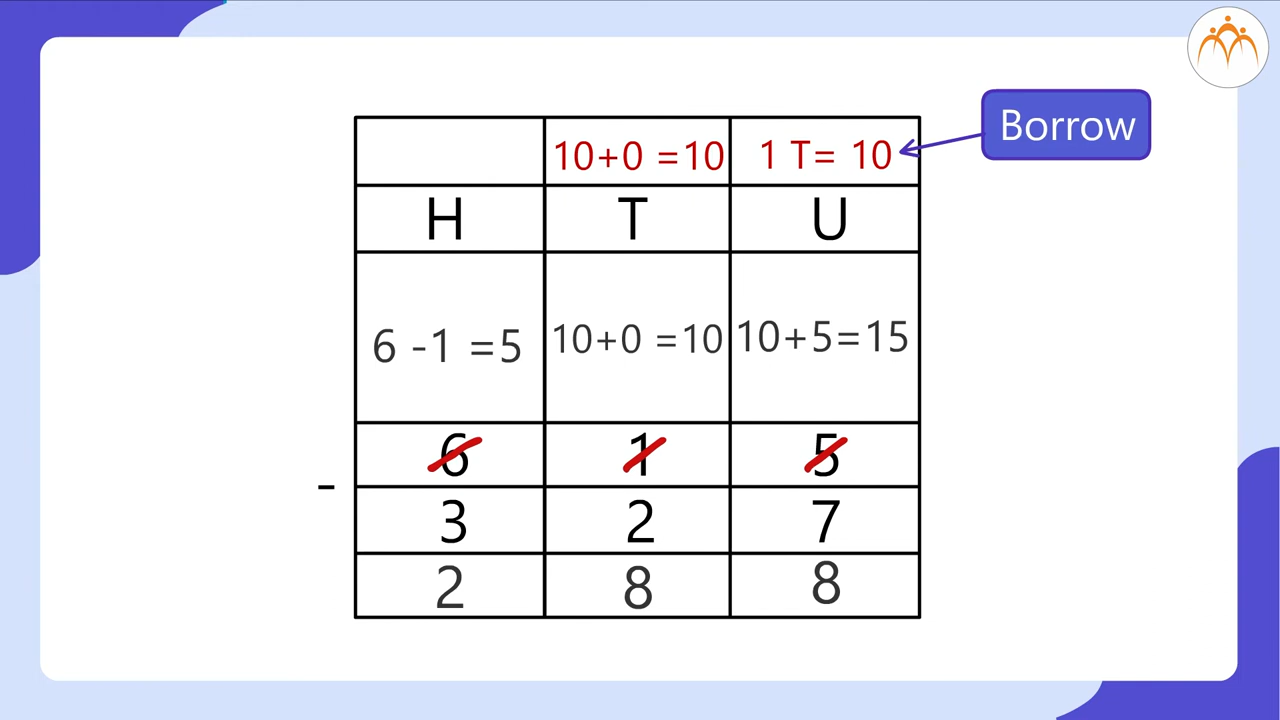 Borrow
10+0 =10 1 T= 10
H T U
6 -1 =5 10+0 =10 10+5=15
6 1 5
-
3 2 7
2 8 8